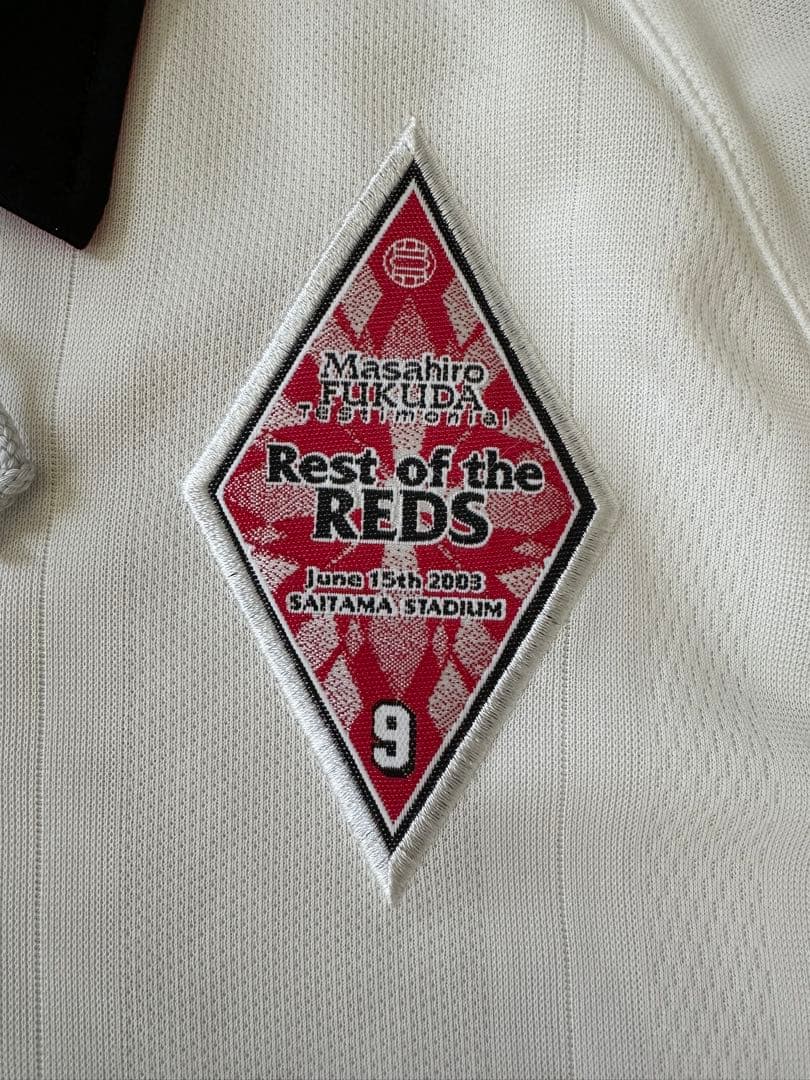 Masahiro
FUKUDA
Testimonial
Rest of the
REDS
June 15th 2003
SAITAMA STADIUM
9